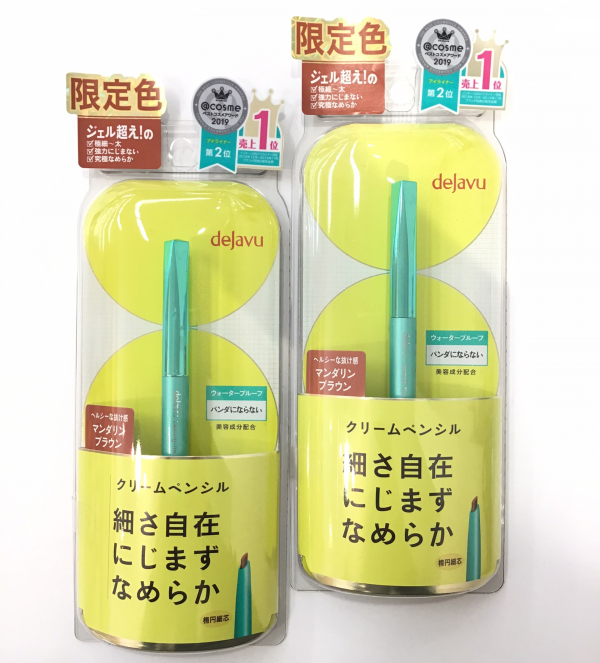 限定色
ジェル超え!の
極細~太
強力にじまない
究極なめらか
@cosme
ベストコスメアワード
2019
アイライナー
第2位
売上1位
dejavu
ウォータープルーフ
パンダにならない
美容成分配合
ヘルシーな抜け感
マンダリン
ブラウン
クリームペンシル
細さ自在
にじまず
なめらか
楕円細芯
限定色
ジェル超え!の
極細~太
強力にじまない
究極なめらか
@cosme
ベストコスメアワード
2019
アイライナー
第2位
売上1位
dejavu
dejavu
ウォータープルーフ
パンダにならない
美容成分配合
ヘルシーな抜け感
マンダリン
ブラウン
クリームペンシル
細さ自在
にじまず
なめらか
楕円細芯